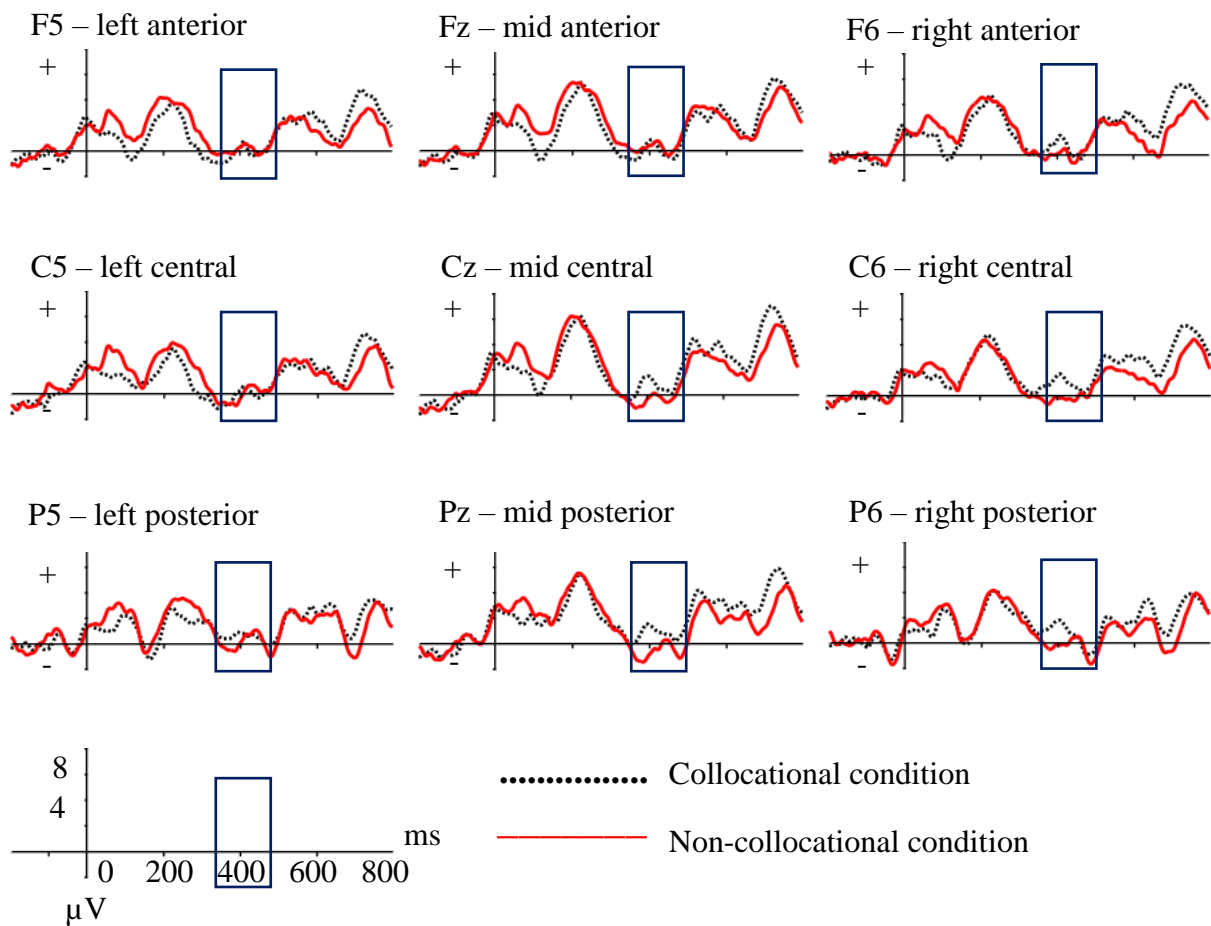 F5 – left anterior
Fz – mid anterior
F6 – right anterior
+
+
+
-
-
-
C5 – left central
Cz – mid central
C6 – right central
+
+
+
-
-
-
P5 – left posterior
Pz – mid posterior
P6 – right posterior
+
+
+
-
-
-
8
4
ms
0 200 400 600 800
µV
Collocational condition
Non-collocational condition